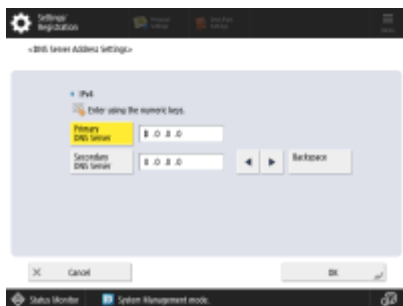 Settings/
Registration
<DNS Server Address Settings>
IPv4
Enter using the numeric keys.
Primary
DNS Server
0 .0 .0 .0
Secondary
DNS Server
0 .0 .0 .0
Backspace
Cancel
OK
Status Monitor
System Management mode.